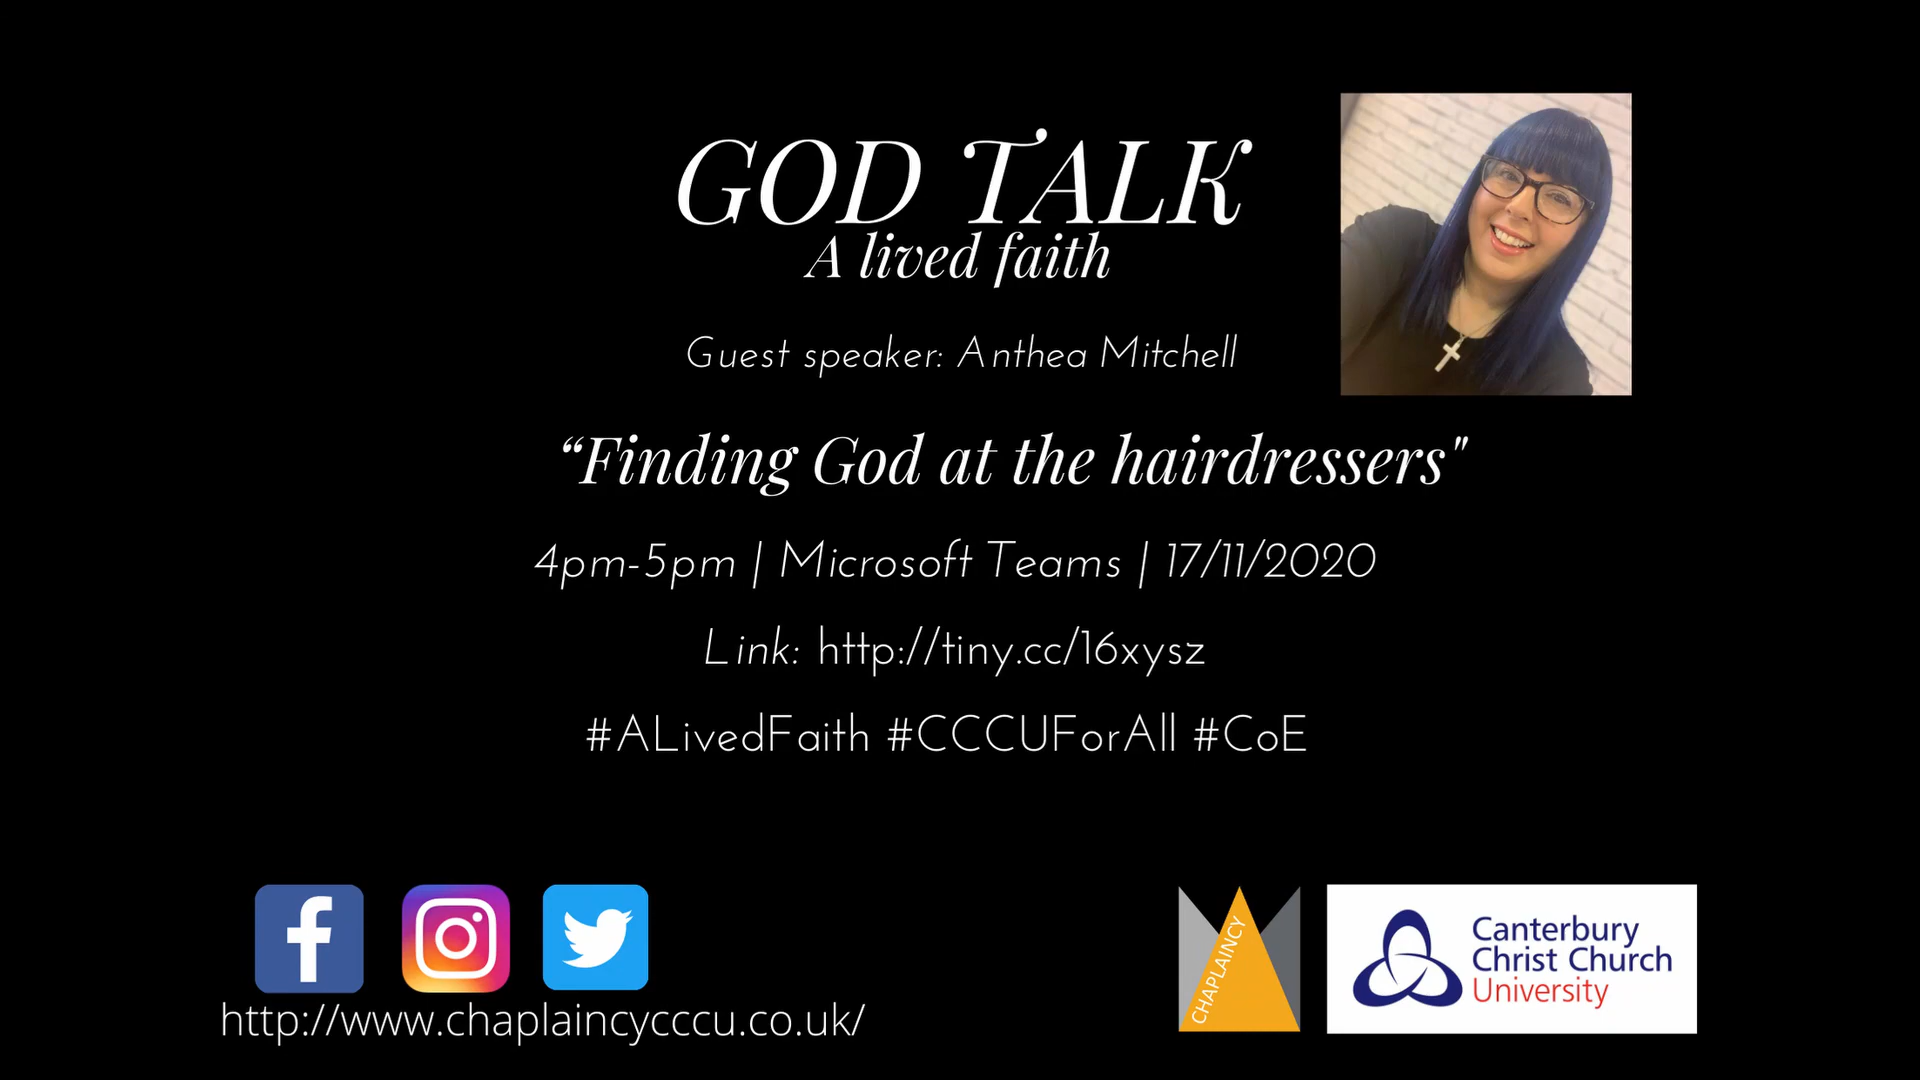 GOD TALK
A lived faith
Guest speaker: Anthea Mitchell
“Finding God at the hairdressers"
4pm-5pm | Microsoft Teams | 17/11/2020
Link: http://tiny.cc/16xysz
#ALivedFaith #CCCUForAll #CoE
http://www.chaplaincycccu.co.uk/
CHAPLAINCY
Canterbury
Christ Church
University